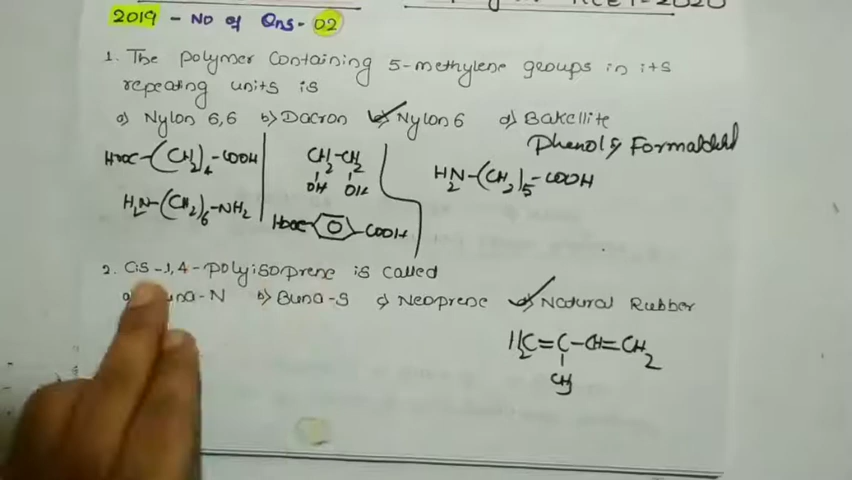 2019 - No of Qns - 02
1. The polymer containing 5-methylene groups in its
repeating units is
a) Nylon 6,6 b) Dacron c) Nylon 6 d) Bakelite
Phenol &
HOOC-(CH2)4-COOH
H2N-(CH2)6-NH2
CH2-CH2
OH OH
HOOC COOH
H2N-(CH2)5-COOH
2. Cis-1,4-polyisoprene is called
a) Buna-N b) Buna-S c) Neoprene d) Natural Rubber
H2C=C-CH=CH2
CH3